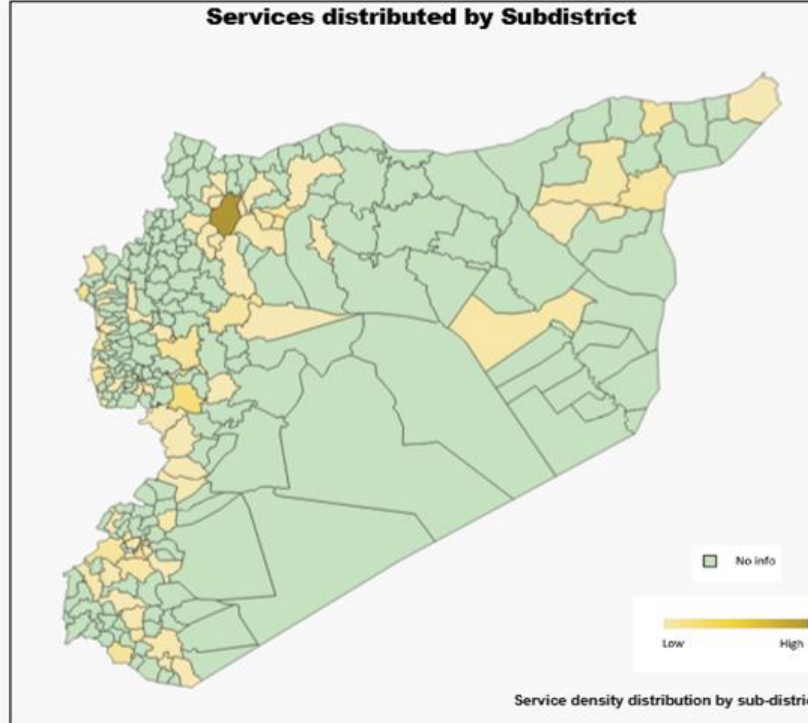 Services distributed by Subdistrict
No info
Low High
Service density distribution by sub-distric